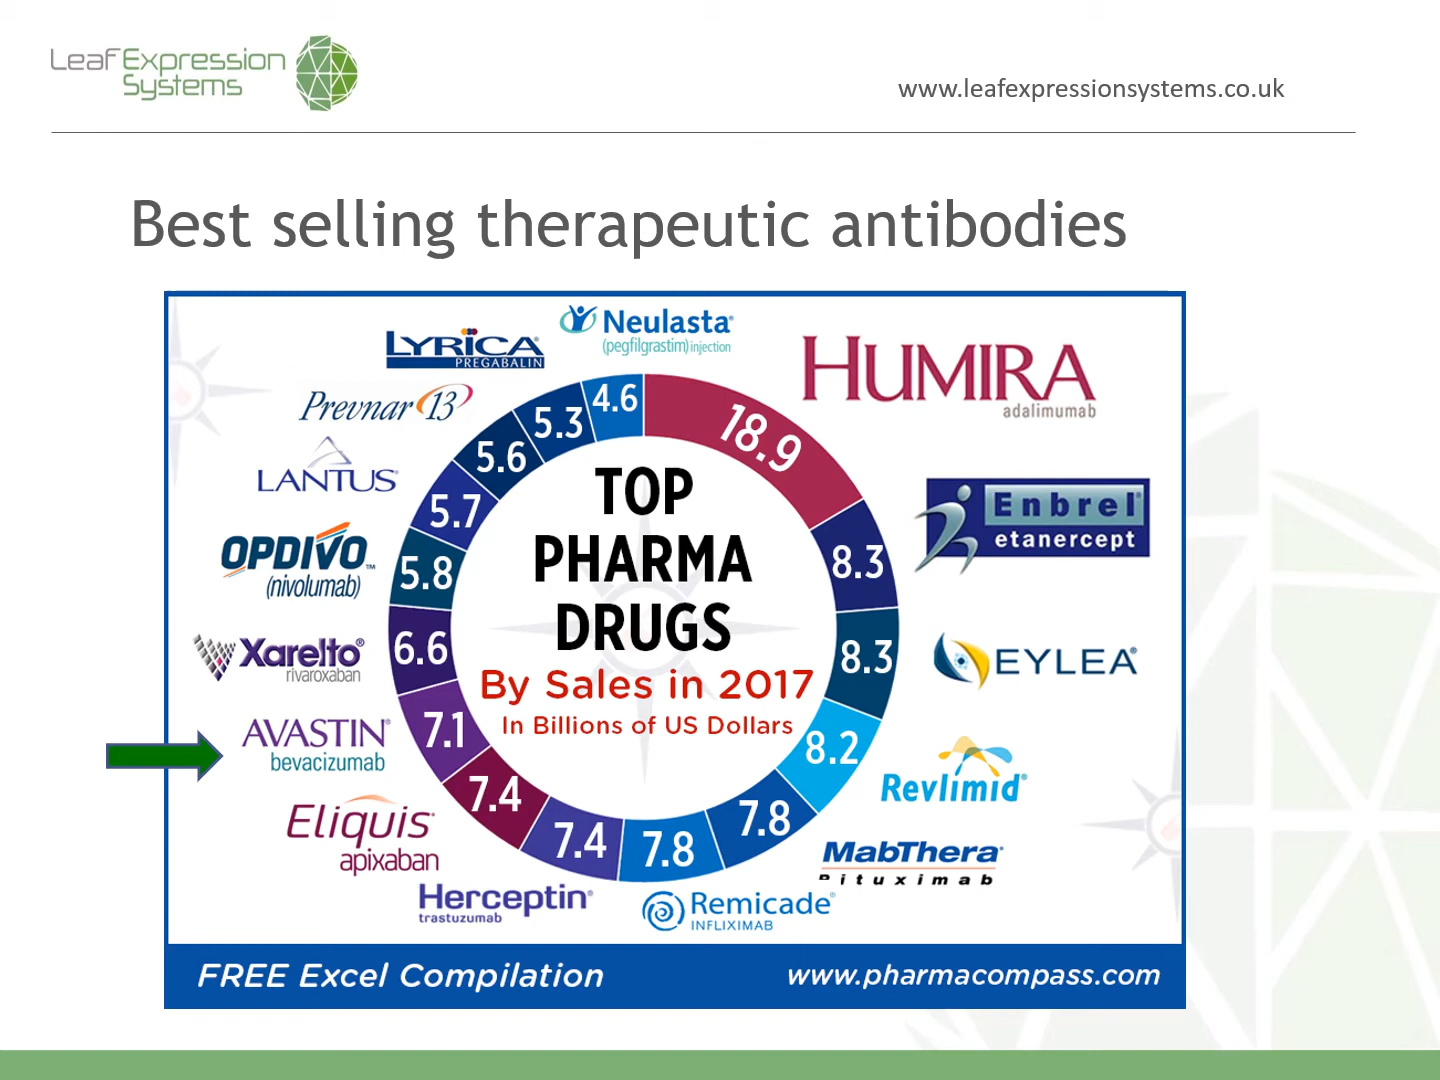 Leaf Expression
Systems
www.leafexpressionsystems.co.uk
Best selling therapeutic antibodies
Neulasta®
(pegfilgrastim) injection
LYRICA®
PREGABALIN
HUMIRA
adalimumab
Prevnar 13®
LANTUS®
Enbrel®
etanercept
OPDIVO™
(nivolumab)
EYLEA®
Xarelto®
rivaroxaban
AVASTIN®
bevacizumab
Revlimid®
Eliquis®
apixaban
MabThera®
Rituximab
Herceptin®
trastuzumab
Remicade®
INFLIXIMAB
18.9
8.3
8.3
8.2
7.8
7.8
7.4
7.4
7.1
6.6
5.8
5.7
5.6
5.3
4.6
TOP
PHARMA
DRUGS
By Sales in 2017
In Billions of US Dollars
FREE Excel Compilation
www.pharmacompass.com